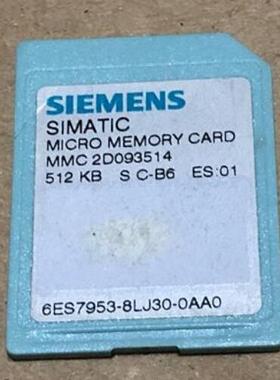 SIEMENS
SIMATIC
MICRO MEMORY CARD
MMC 2D093514
512 KB S C-B6 ES:01
6ES7953-8LJ30-0AA0